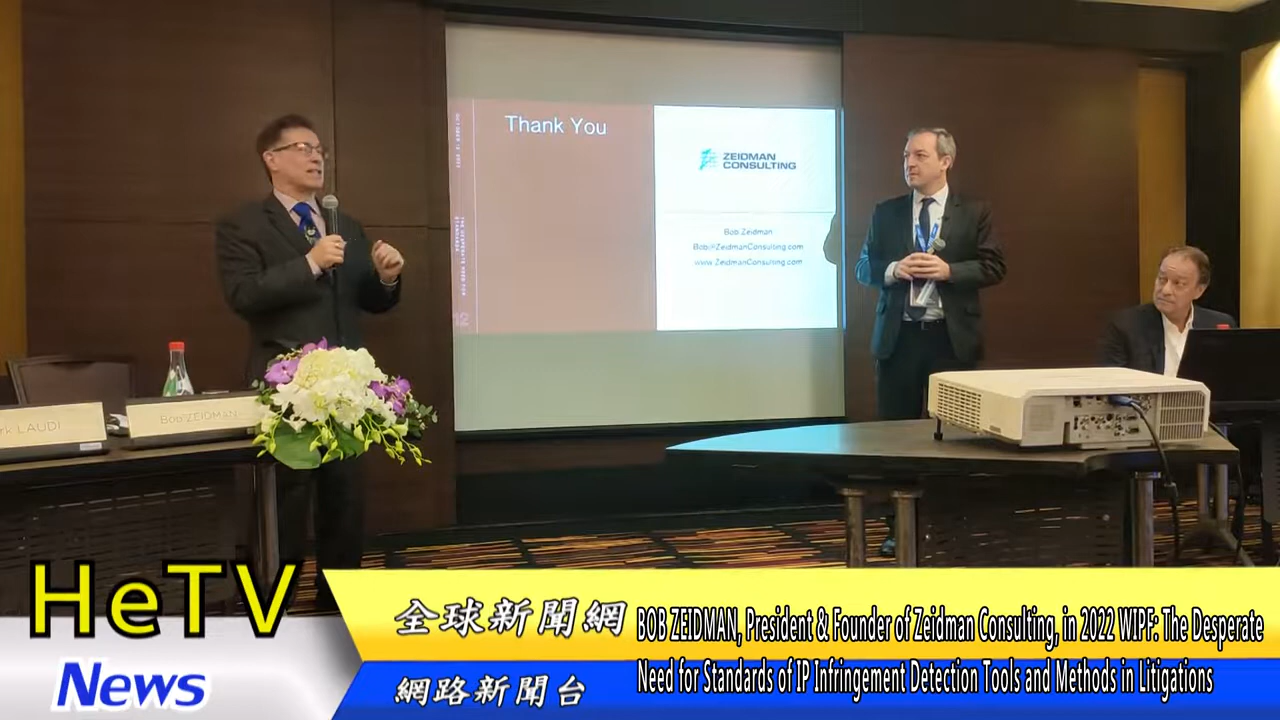 Thank You
ZEIDMAN
CONSULTING
Bob Zeidman
Bob@ZeidmanConsulting.com
www.ZeidmanConsulting.com
rk LAUDI
Bob ZEIDMAN
HeTV
News
全球新聞網
網路新聞台
BOB ZEIDMAN, President & Founder of Zeidman Consulting, in 2022 WIPF: The Desperate
Need for Standards of IP Infringement Detection Tools and Methods in Litigations